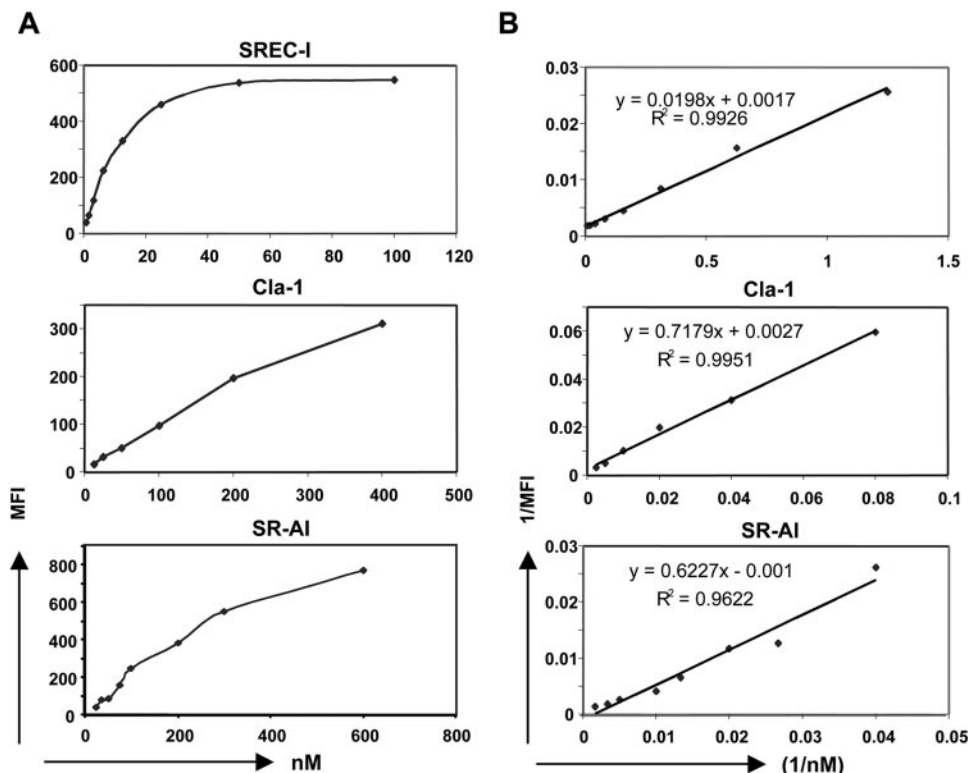 A
B
SREC-I
600
400
200
0
0 20 40 60 80 100 120
0.03
0.02
0.01
0
0 0.5 1 1.5
y = 0.0198x + 0.0017
R² = 0.9926
Cla-1
300
200
100
0
0 100 200 300 400 500
Cla-1
0.06
0.04
0.02
0
0 0.02 0.04 0.06 0.08 0.1
y = 0.7179x + 0.0027
R² = 0.9951
MFI
1/MFI
SR-AI
800
600
400
200
0
0 200 400 600 800
SR-AI
0.03
0.02
0.01
0
0 0.01 0.02 0.03 0.04 0.05
y = 0.6227x - 0.001
R² = 0.9622
nM
(1/nM)